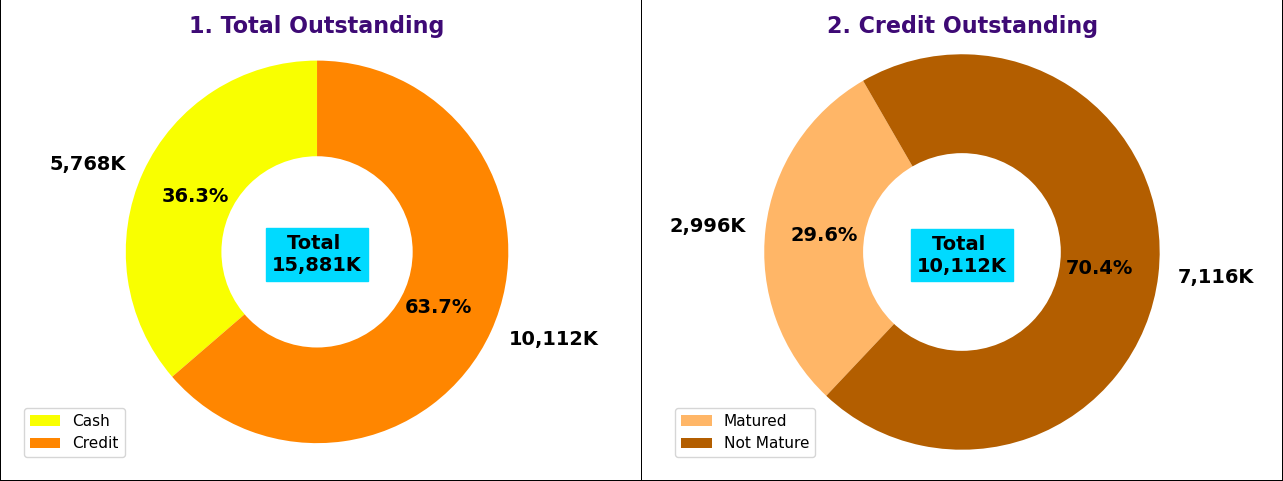 1. Total Outstanding
5,768K
36.3%
Total
15,881K
63.7%
10,112K
Cash
Credit
2. Credit Outstanding
2,996K
29.6%
Total
10,112K
70.4%
7,116K
Matured
Not Mature